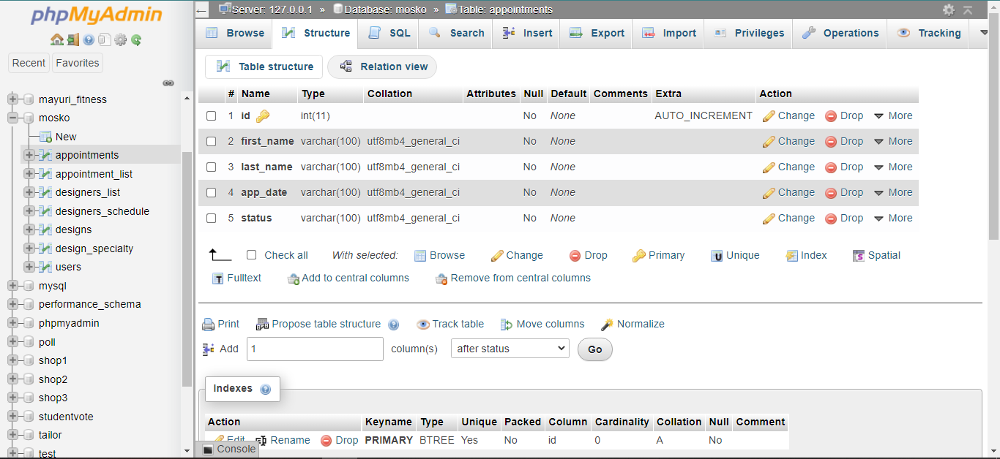 phpMyAdmin
Recent Favorites
mayuri_fitness
mosko
New
appointments
appointment_list
designers_list
designers_schedule
designs
design_specialty
users
mysql
performance_schema
phpmyadmin
poll
shop1
shop2
shop3
studentvote
tailor
test
Server: 127.0.0.1 » Database: mosko » Table: appointments
Browse Structure SQL Search Insert Export Import Privileges Operations Tracking
Table structure Relation view
# Name Type Collation Attributes Null Default Comments Extra Action
1 id int(11) No None AUTO_INCREMENT Change Drop More
2 first_name varchar(100) utf8mb4_general_ci No None Change Drop More
3 last_name varchar(100) utf8mb4_general_ci No None Change Drop More
4 app_date varchar(100) utf8mb4_general_ci No None Change Drop More
5 status varchar(100) utf8mb4_general_ci No None Change Drop More
Check all With selected: Browse Change Drop Primary U Unique Index S Spatial
T Fulltext Add to central columns Remove from central columns
Print Propose table structure Track table Move columns Normalize
Add 1 column(s) after status Go
Indexes
Action Keyname Type Unique Packed Column Cardinality Collation Null Comment
Edit Rename Drop PRIMARY BTREE Yes No id 0 A No
Console